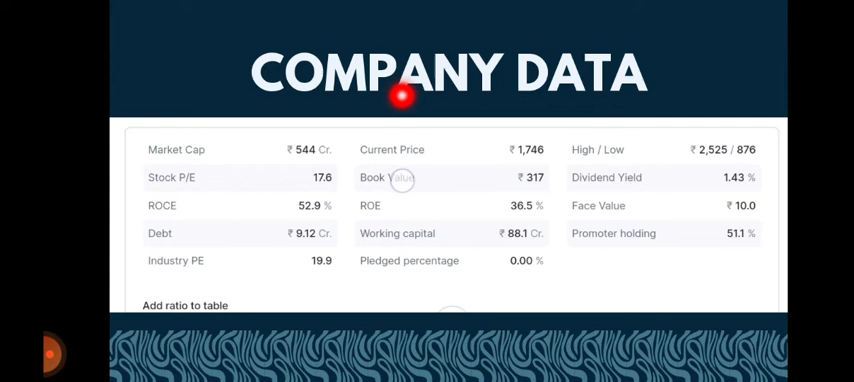 COMPANY DATA
Market Cap ₹ 544 Cr. Current Price ₹ 1,746 High / Low ₹ 2,525 / 876
Stock P/E 17.6 Book Value ₹ 317 Dividend Yield 1.43 %
ROCE 52.9 % ROE 36.5 % Face Value ₹ 10.0
Debt ₹ 9.12 Cr. Working capital ₹ 88.1 Cr. Promoter holding 51.1 %
Industry PE 19.9 Pledged percentage 0.00 %
Add ratio to table